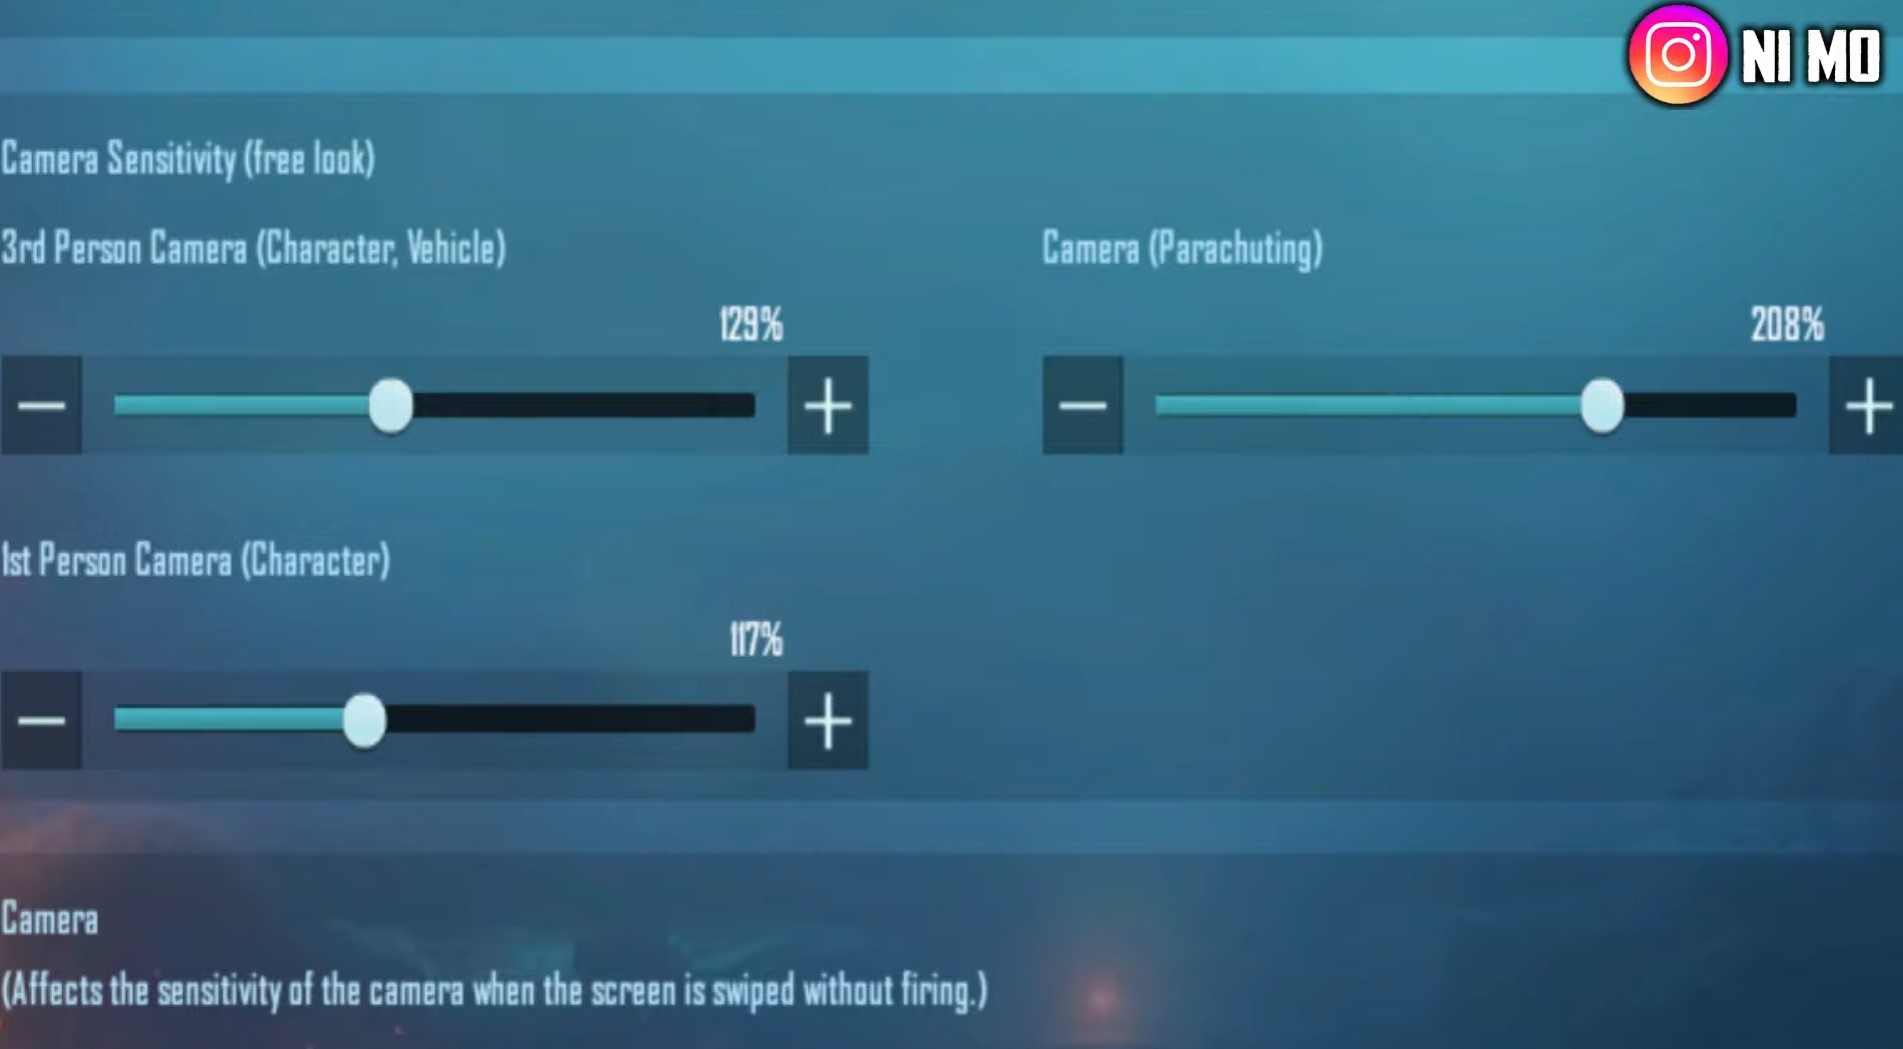 NI MO
Camera Sensitivity (free look)
3rd Person Camera (Character, Vehicle)
129%
Camera (Parachuting)
208%
1st Person Camera (Character)
117%
Camera
(Affects the sensitivity of the camera when the screen is swiped without firing.)